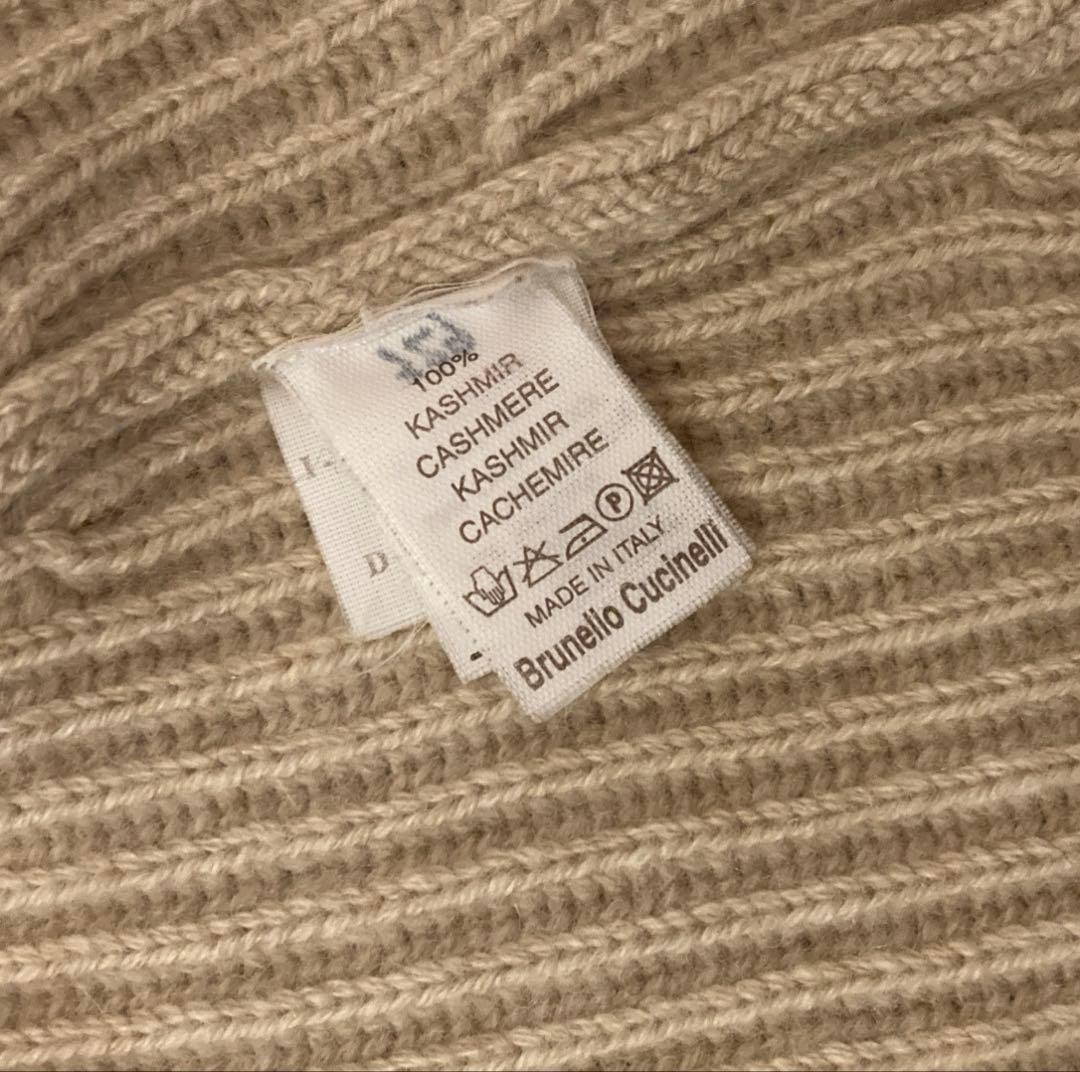 100%
KASHMIR
CASHMERE
KASHMIR
CACHEMIRE
P
MADE IN ITALY
Brunello Cucinelli
I-
D